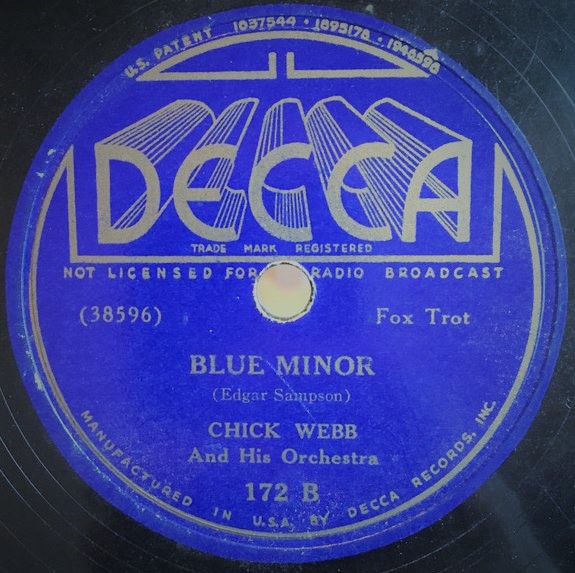 U.S. PATENT 1637544 • 1895178 • 1946596
DECCA
TRADE MARK REGISTERED
NOT LICENSED FOR RADIO BROADCAST
(38596) Fox Trot
BLUE MINOR
(Edgar Sampson)
CHICK WEBB
And His Orchestra
172 B
MANUFACTURED IN U.S.A. BY DECCA RECORDS, INC.